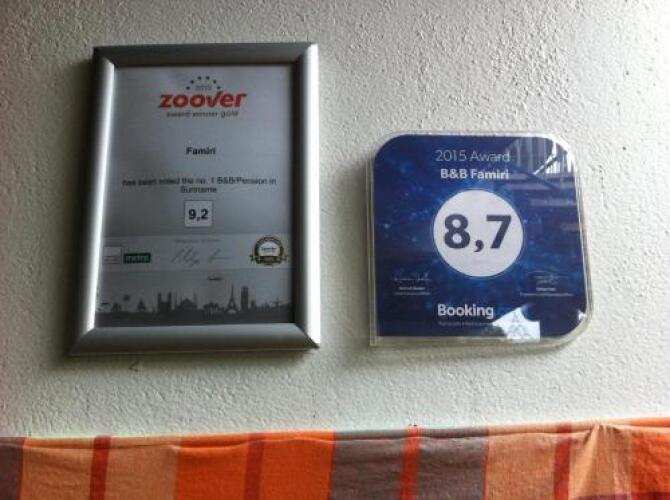 2015
zoover
award winner gold
Famiri
has been voted the no. 1 B&B/Pension in
Suriname
9,2
metro
2015 Award
B&B Famiri
8,7
Booking